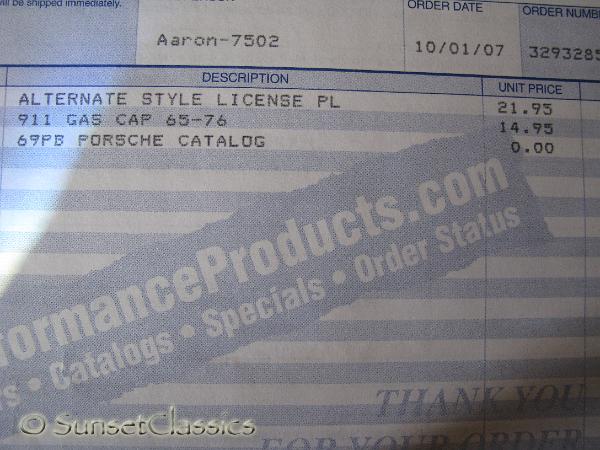 will be shipped immediately.
ORDER DATE
ORDER NUMB
Aaron-7502
10/01/07
3293285
DESCRIPTION
UNIT PRICE
ALTERNATE STYLE LICENSE PL
21.95
911 GAS CAP 65-76
14.95
69PB PORSCHE CATALOG
0.00
formanceProducts.com
rs • Catalogs • Specials • Order Status
THANK YOU
FOR YOUR ORDER
© SunsetClassics